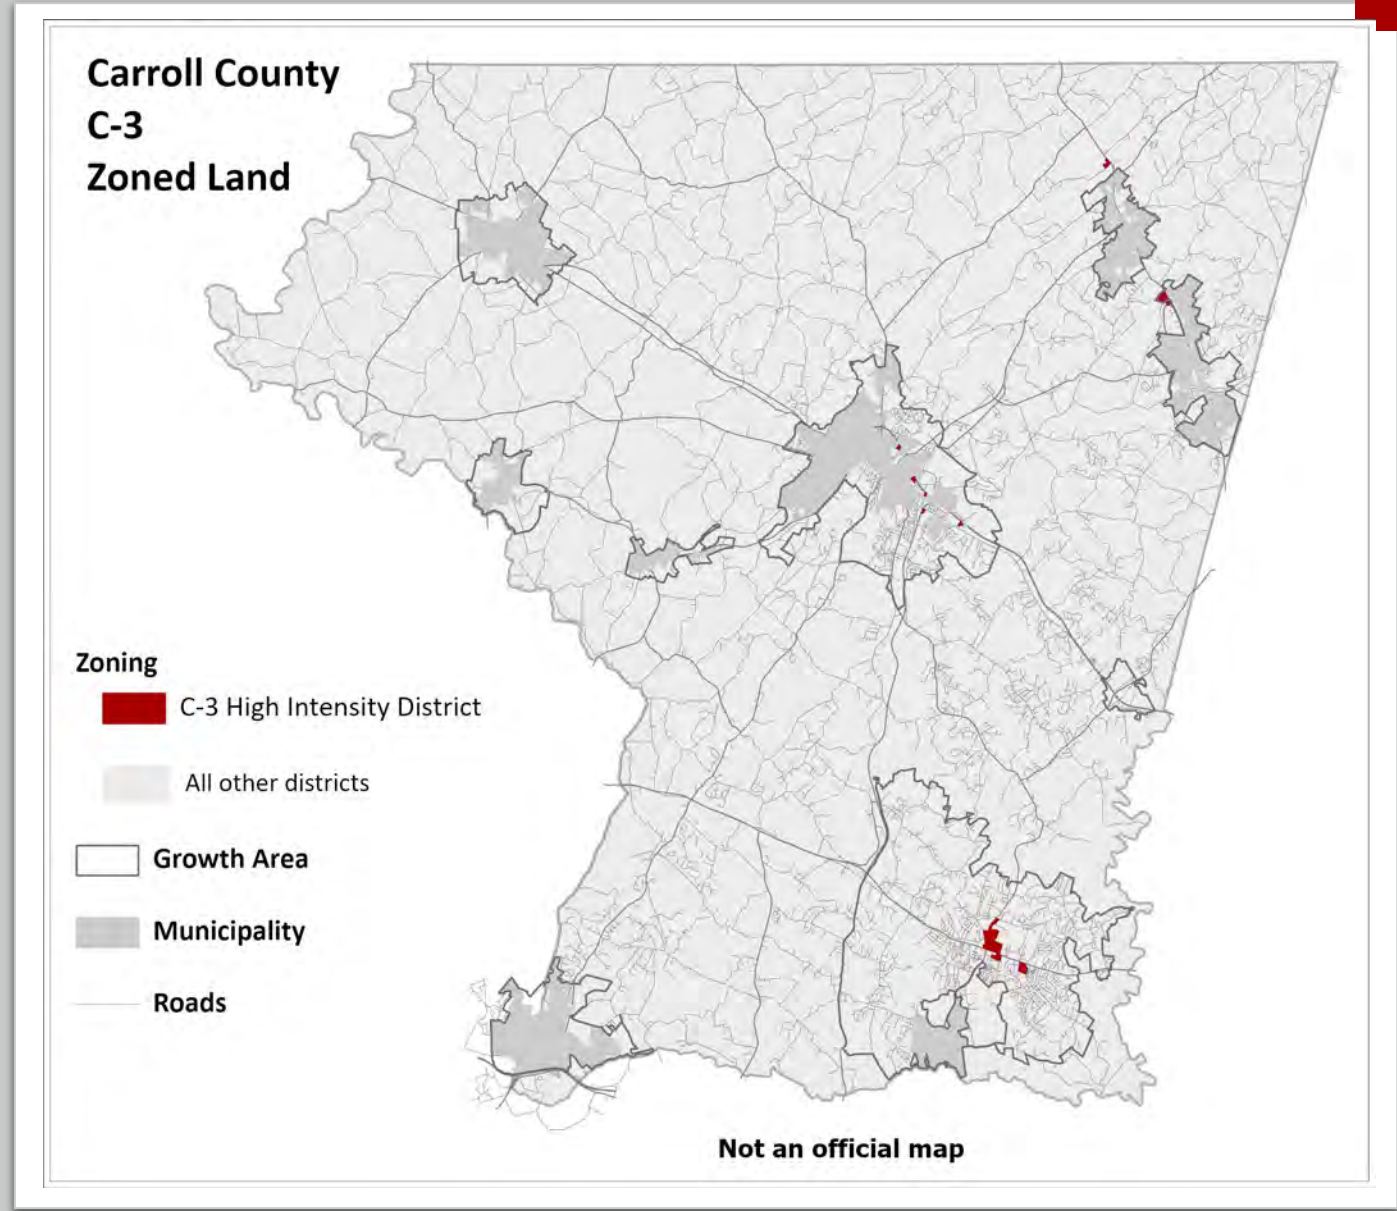 Carroll County
C-3
Zoned Land
Zoning
C-3 High Intensity District
All other districts
Growth Area
Municipality
Roads
Not an official map